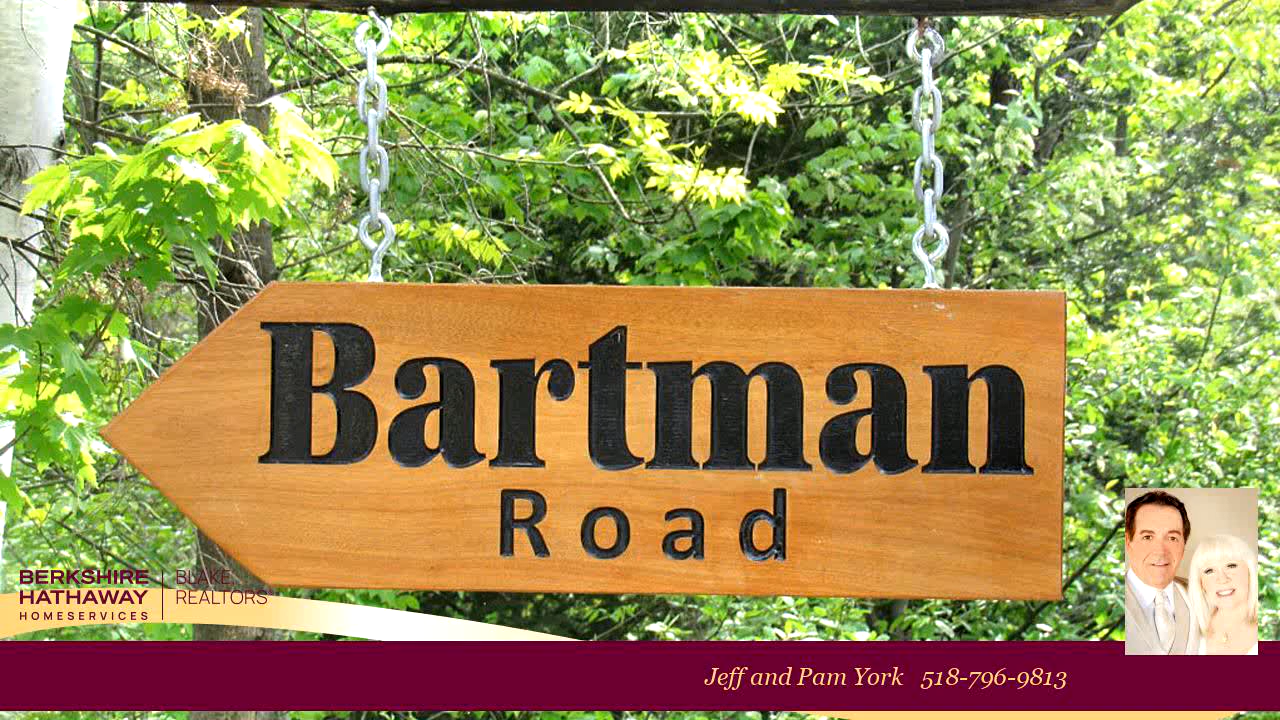 Bartman
Road
BERKSHIRE
HATHAWAY
HOMESERVICES
BLAKE,
REALTORS
Jeff and Pam York 518-796-9813